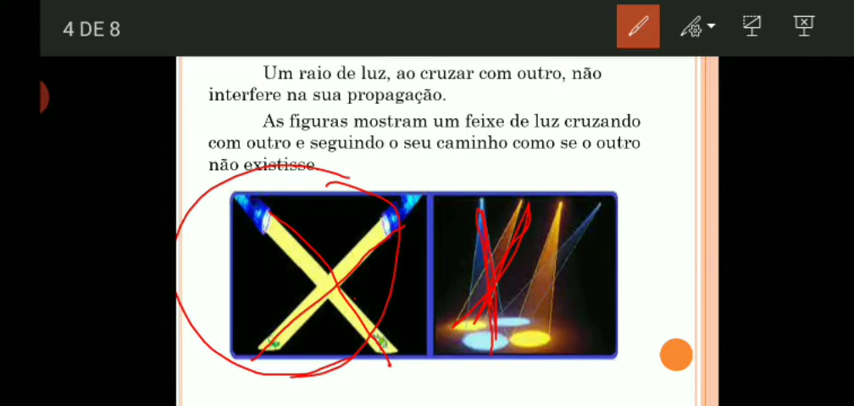 4 DE 8
Um raio de luz, ao cruzar com outro, não
interfere na sua propagação.
As figuras mostram um feixe de luz cruzando
com outro e seguindo o seu caminho como se o outro
não existisse.